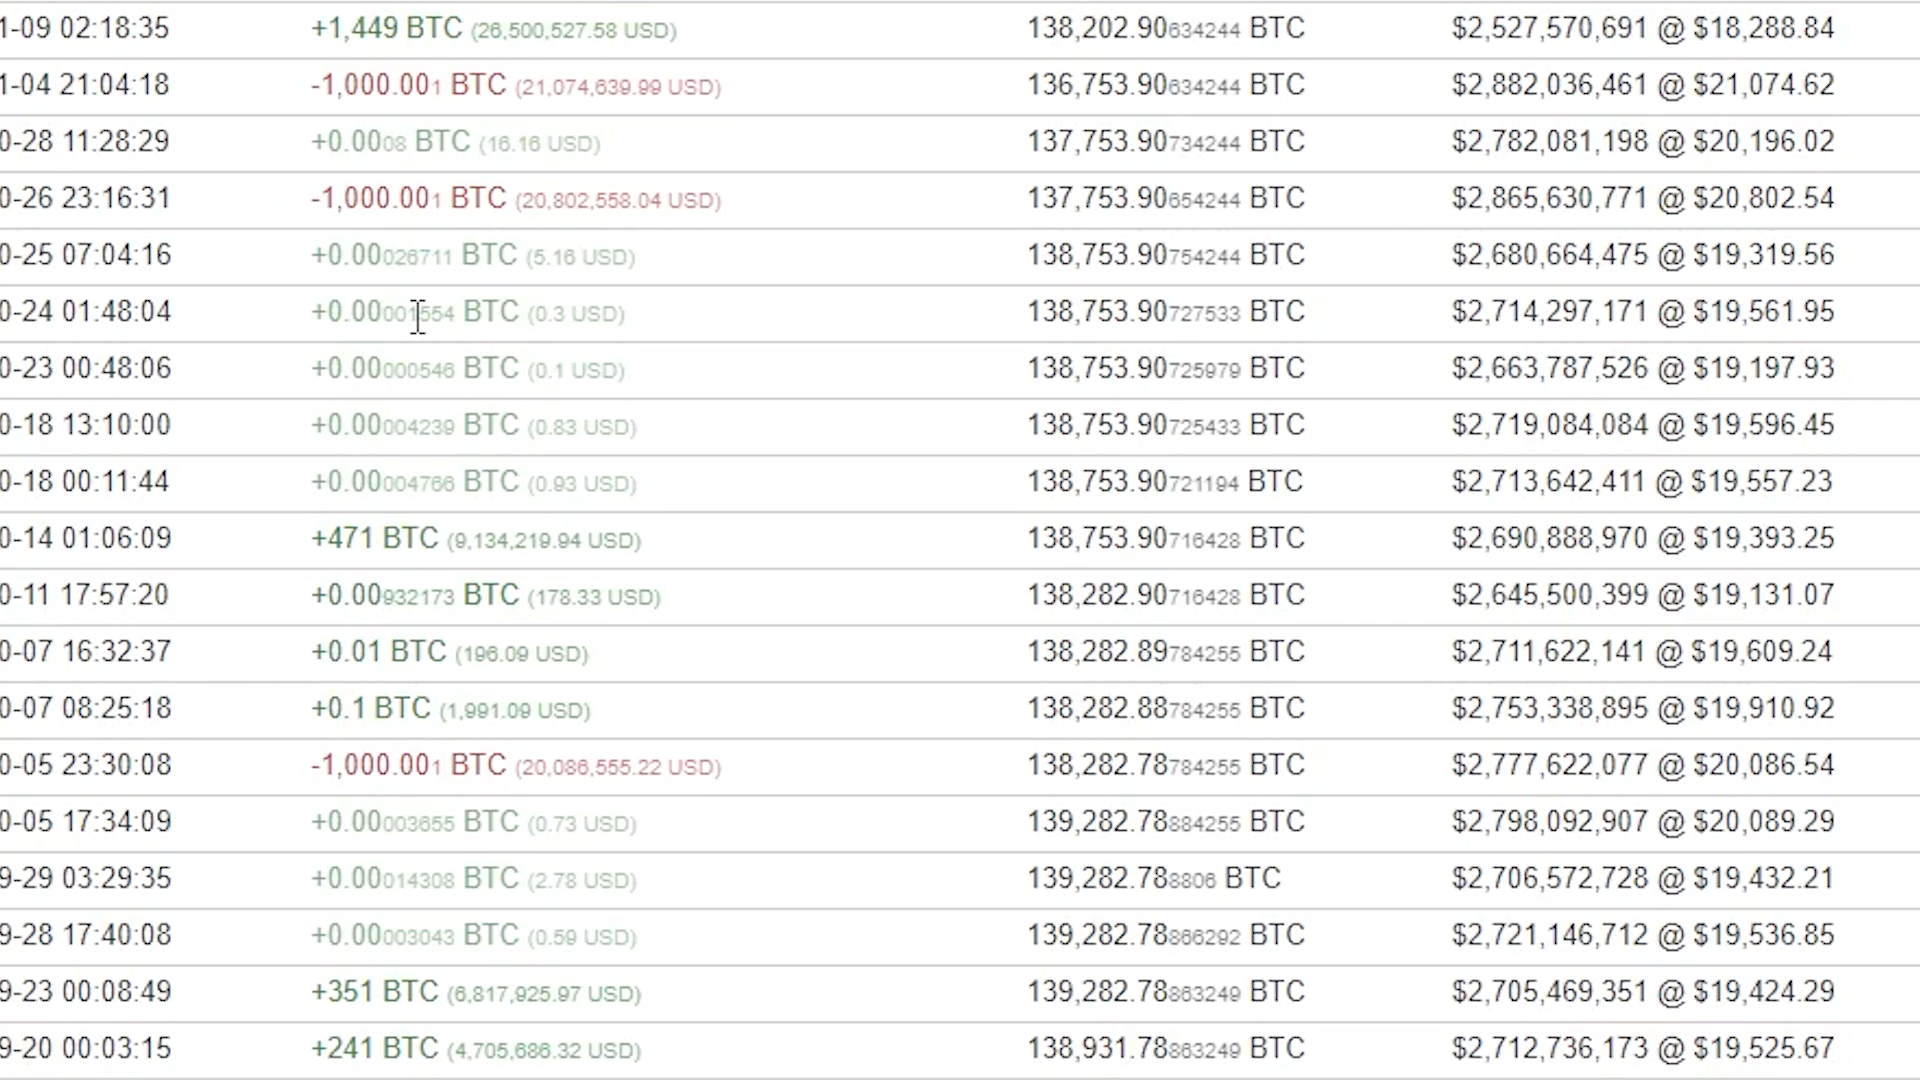 1-09 02:18:35 +1,449 BTC (26,500,527.58 USD) 138,202.90634244 BTC $2,527,570,691 @ $18,288.84
1-04 21:04:18 -1,000.001 BTC (21,074,639.99 USD) 136,753.90634244 BTC $2,882,036,461 @ $21,074.62
0-28 11:28:29 +0.0008 BTC (16.16 USD) 137,753.90734244 BTC $2,782,081,198 @ $20,196.02
0-26 23:16:31 -1,000.001 BTC (20,802,558.04 USD) 137,753.90654244 BTC $2,865,630,771 @ $20,802.54
0-25 07:04:16 +0.00026711 BTC (5.16 USD) 138,753.90754244 BTC $2,680,664,475 @ $19,319.56
0-24 01:48:04 +0.00001554 BTC (0.3 USD) 138,753.90727533 BTC $2,714,297,171 @ $19,561.95
0-23 00:48:06 +0.00000546 BTC (0.1 USD) 138,753.90725979 BTC $2,663,787,526 @ $19,197.93
0-18 13:10:00 +0.00004239 BTC (0.83 USD) 138,753.90725433 BTC $2,719,084,084 @ $19,596.45
0-18 00:11:44 +0.00004766 BTC (0.93 USD) 138,753.90721194 BTC $2,713,642,411 @ $19,557.23
0-14 01:06:09 +471 BTC (9,134,219.94 USD) 138,753.90716428 BTC $2,690,888,970 @ $19,393.25
0-11 17:57:20 +0.00932173 BTC (178.33 USD) 138,282.90716428 BTC $2,645,500,399 @ $19,131.07
0-07 16:32:37 +0.01 BTC (196.09 USD) 138,282.89784255 BTC $2,711,622,141 @ $19,609.24
0-07 08:25:18 +0.1 BTC (1,991.09 USD) 138,282.88784255 BTC $2,753,338,895 @ $19,910.92
0-05 23:30:08 -1,000.001 BTC (20,086,555.22 USD) 138,282.78784255 BTC $2,777,622,077 @ $20,086.54
0-05 17:34:09 +0.00003655 BTC (0.73 USD) 139,282.78884255 BTC $2,798,092,907 @ $20,089.29
9-29 03:29:35 +0.00014308 BTC (2.78 USD) 139,282.788806 BTC $2,706,572,728 @ $19,432.21
9-28 17:40:08 +0.00003043 BTC (0.59 USD) 139,282.78866292 BTC $2,721,146,712 @ $19,536.85
9-23 00:08:49 +351 BTC (6,817,925.97 USD) 139,282.78863249 BTC $2,705,469,351 @ $19,424.29
9-20 00:03:15 +241 BTC (4,705,686.32 USD) 138,931.78863249 BTC $2,712,736,173 @ $19,525.67